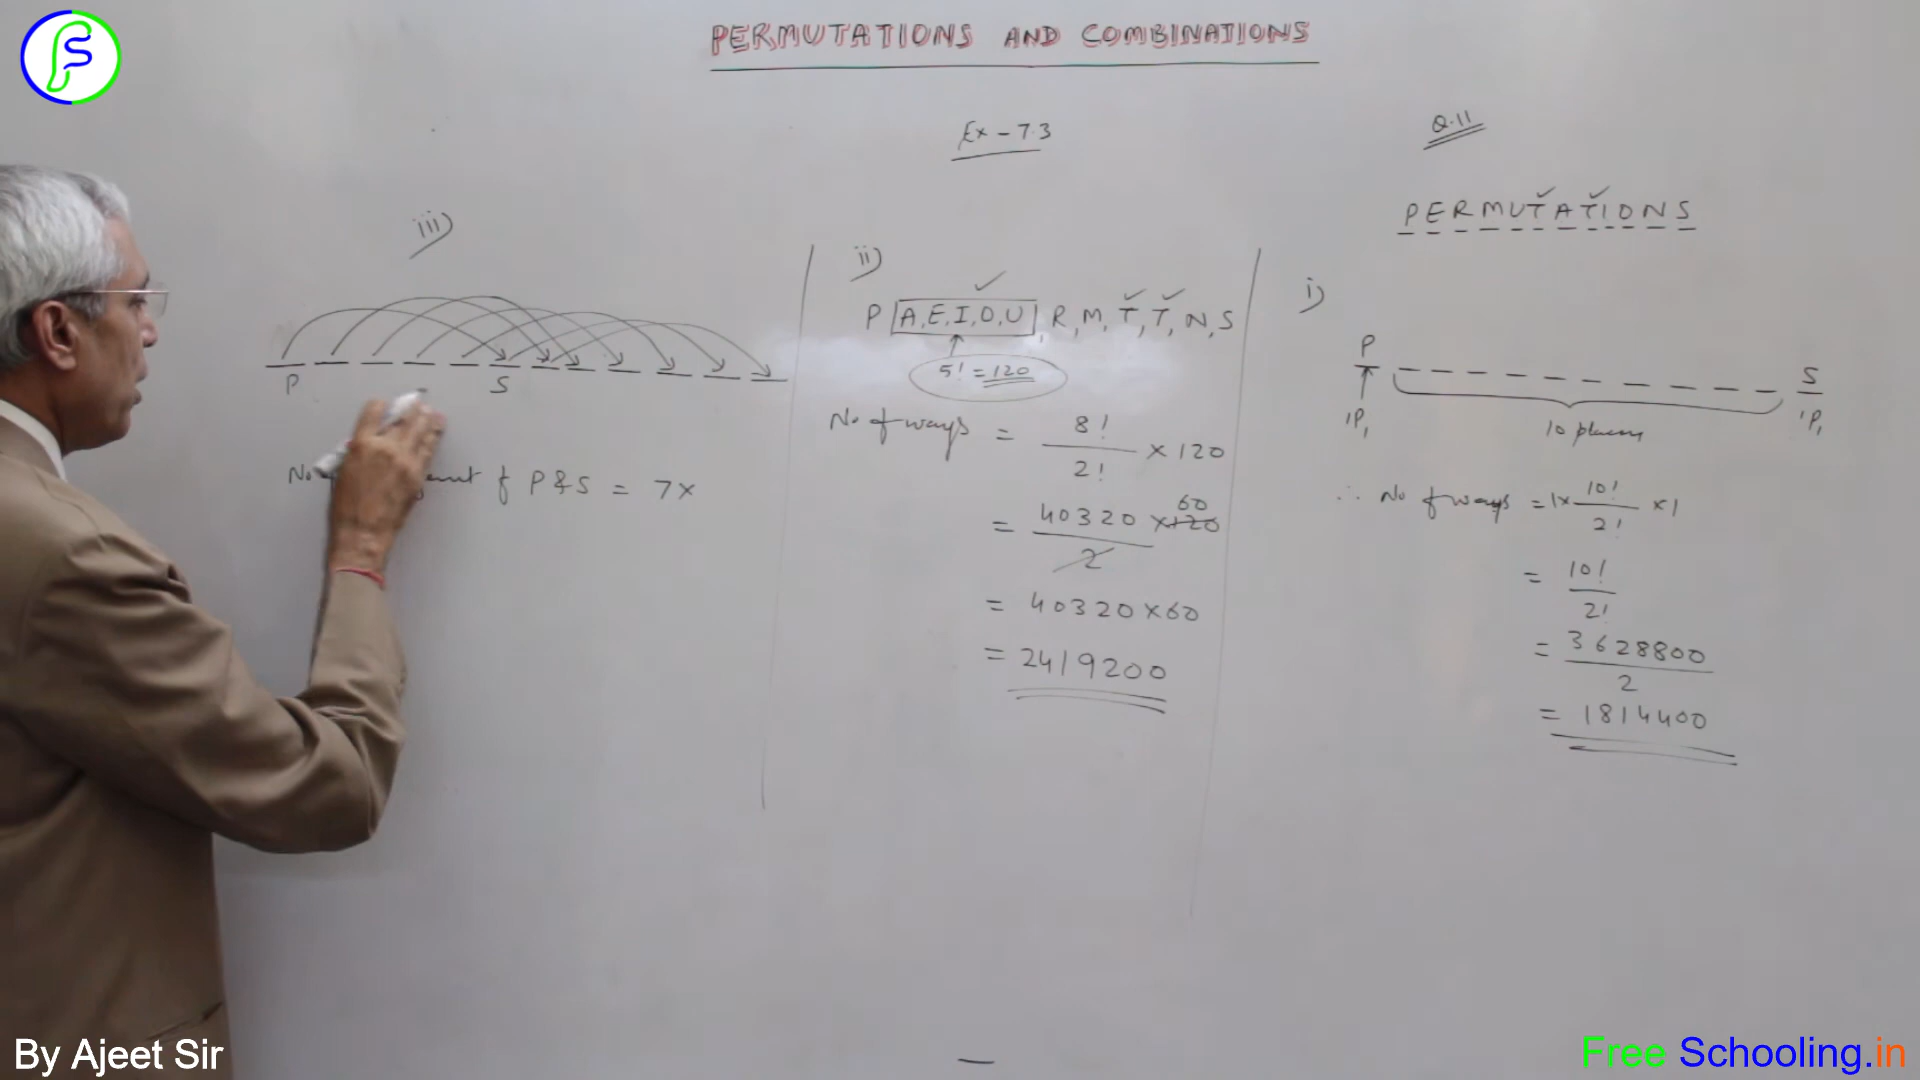 PERMUTATIONS AND COMBINATIONS
Ex - 7.3
Q.11
PERMUTATIONS
i)
P
S
¹P₁
10 places
¹P₁
∴ No of ways = 1 x 10! / 2! x 1
= 10! / 2!
= 3628800 / 2
= 1814400
ii)
P A, E, I, O, U, R, M, T, T, N, S
5! = 120
No of ways = 8! / 2! x 120
= 40320 x 120 / 2
60
= 40320 x 60
= 2419200
iii)
P S
No of P & S = 7 x
By Ajeet Sir
Free Schooling.in